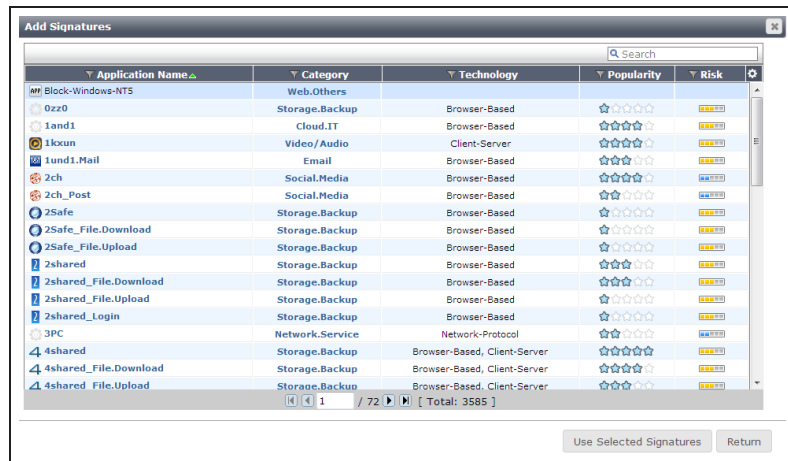 Add Signatures
Search
Application Name Category Technology Popularity Risk
APP Block-Windows-NT5 Web.Others
0zz0 Storage.Backup Browser-Based
1and1 Cloud.IT Browser-Based
1kxun Video/Audio Client-Server
1und1.Mail Email Browser-Based
2ch Social.Media Browser-Based
2ch_Post Social.Media Browser-Based
2Safe Storage.Backup Browser-Based
2Safe_File.Download Storage.Backup Browser-Based
2Safe_File.Upload Storage.Backup Browser-Based
2shared Storage.Backup Browser-Based
2shared_File.Download Storage.Backup Browser-Based
2shared_File.Upload Storage.Backup Browser-Based
2shared_Login Storage.Backup Browser-Based
3PC Network.Service Network-Protocol
4shared Storage.Backup Browser-Based, Client-Server
4shared_File.Download Storage.Backup Browser-Based, Client-Server
4shared_File.Upload Storage.Backup Browser-Based, Client-Server
1 / 72 [ Total: 3585 ]
Use Selected Signatures Return